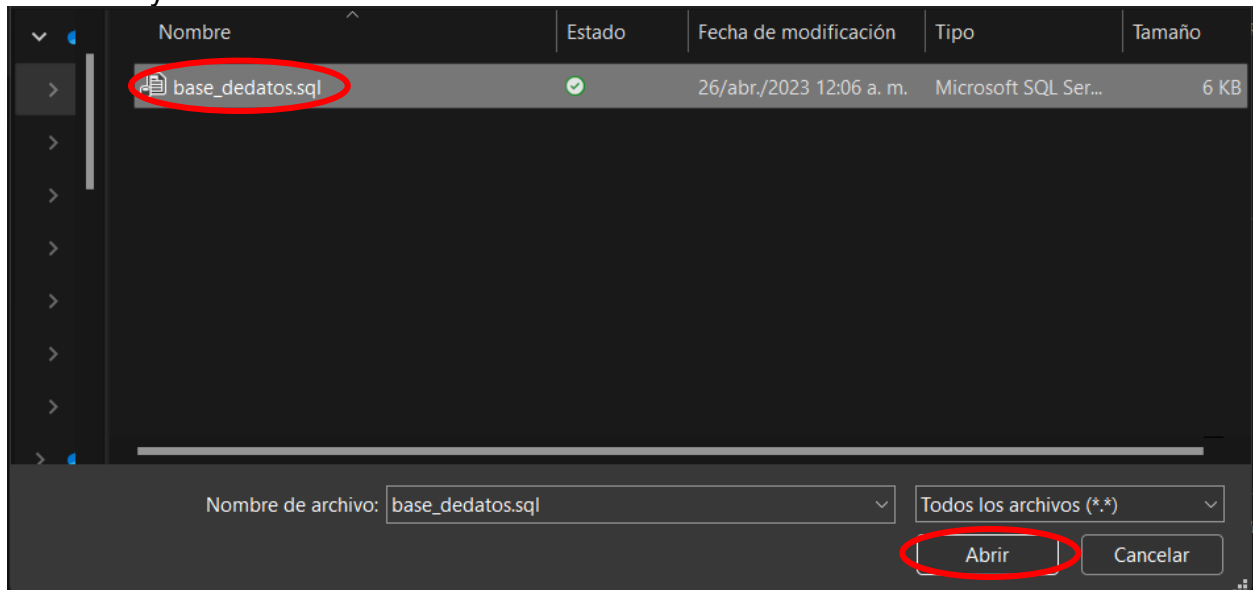 Nombre Estado Fecha de modificación Tipo Tamaño
base_dedatos.sql 26/abr./2023 12:06 a. m. Microsoft SQL Ser... 6 KB
Nombre de archivo: base_dedatos.sql Todos los archivos (*.*)
Abrir Cancelar